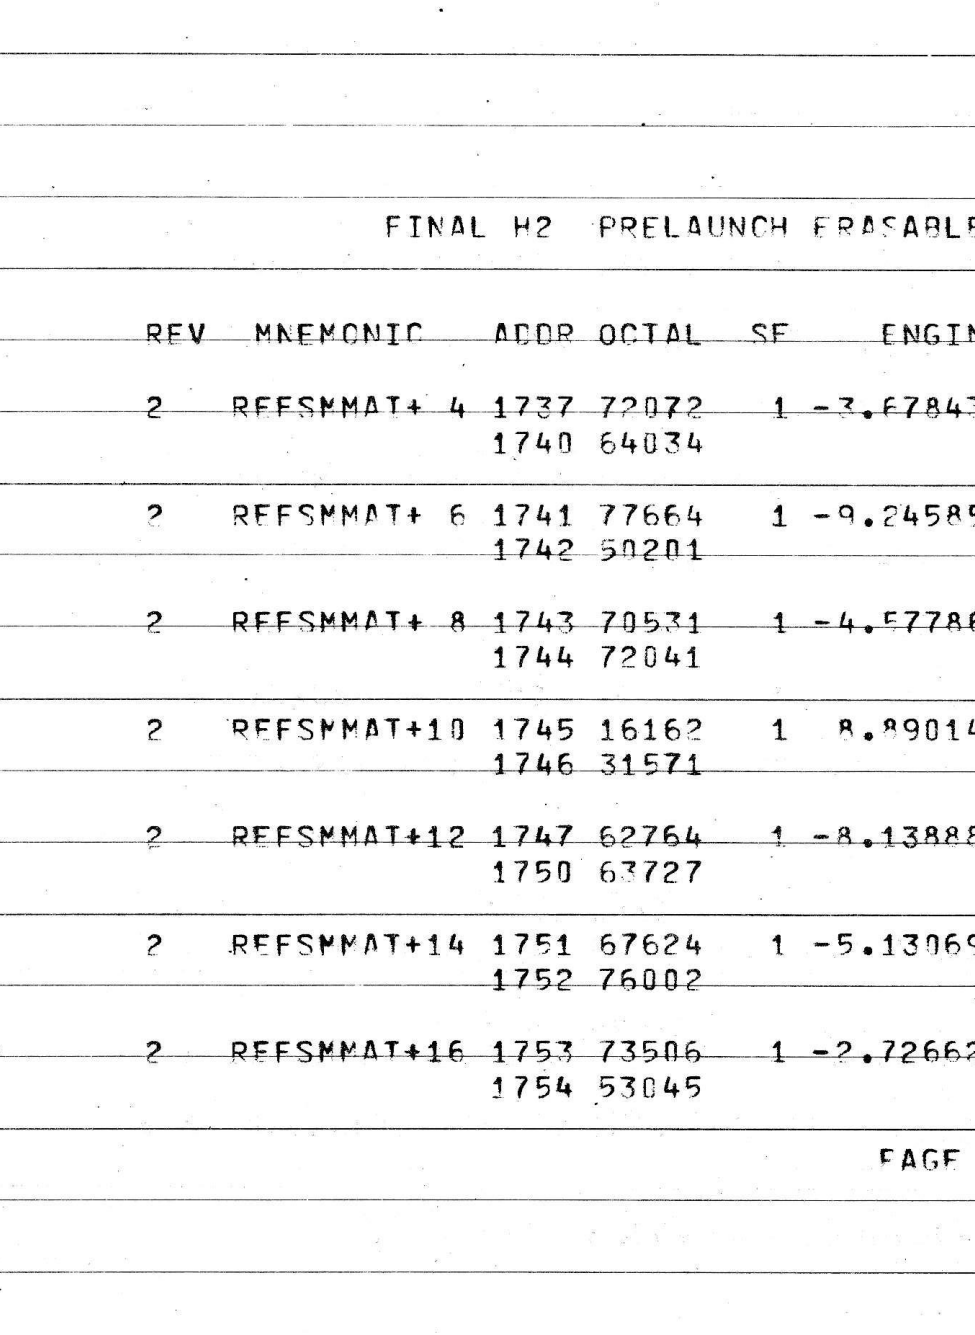 FINAL H2 PRELAUNCH ERASABLE
REV MNEMONIC ADDR OCTAL SF ENGIN
2 REFSMMAT+ 4 1737 72072 1 -3.67843
1740 64034
2 REFSMMAT+ 6 1741 77664 1 -9.24585
1742 50201
2 REFSMMAT+ 8 1743 70531 1 -4.57786
1744 72041
2 REFSMMAT+10 1745 16162 1 8.89014
1746 31571
2 REFSMMAT+12 1747 62764 1 -8.13888
1750 63727
2 REFSMMAT+14 1751 67624 1 -5.13069
1752 76002
2 REFSMMAT+16 1753 73506 1 -2.72662
1754 53045
PAGE